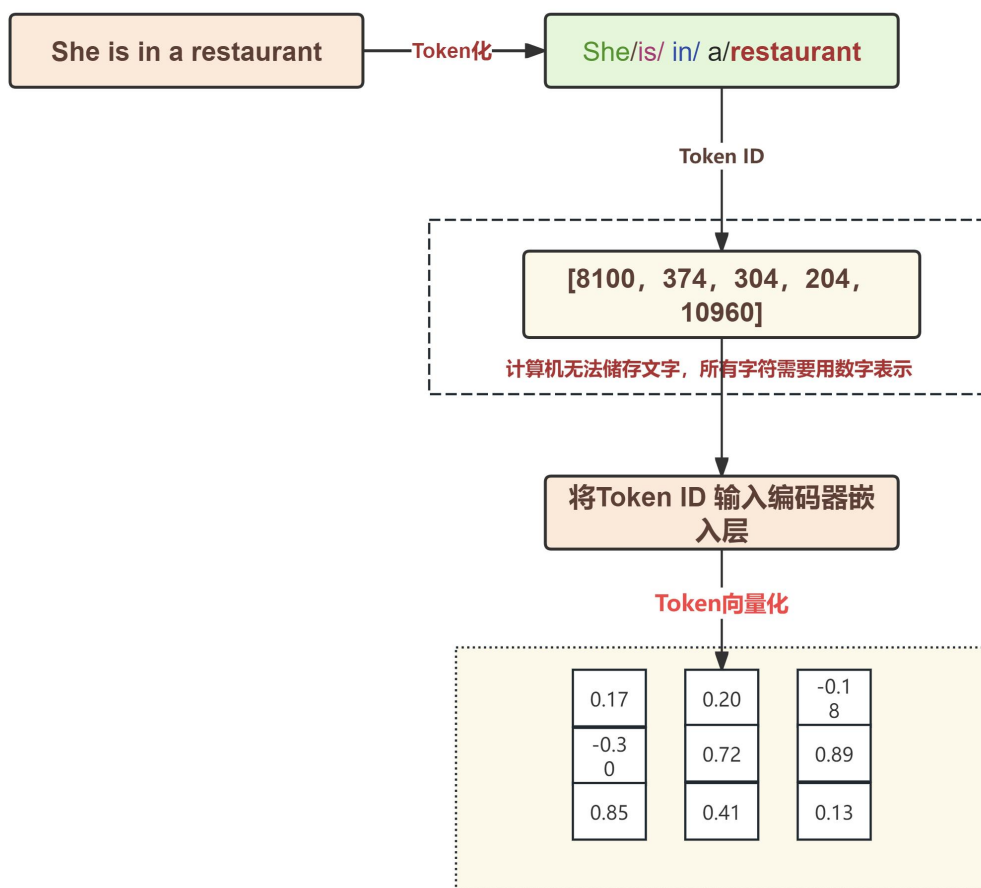 She is in a restaurant
Token化
She/is/ in/ a/restaurant
Token ID
[8100，374，304，204，
10960]
计算机无法储存文字，所有字符需要用数字表示
将Token ID 输入编码器嵌
入层
Token向量化
0.17
0.20
-0.1
8
-0.3
0
0.72
0.89
0.85
0.41
0.13